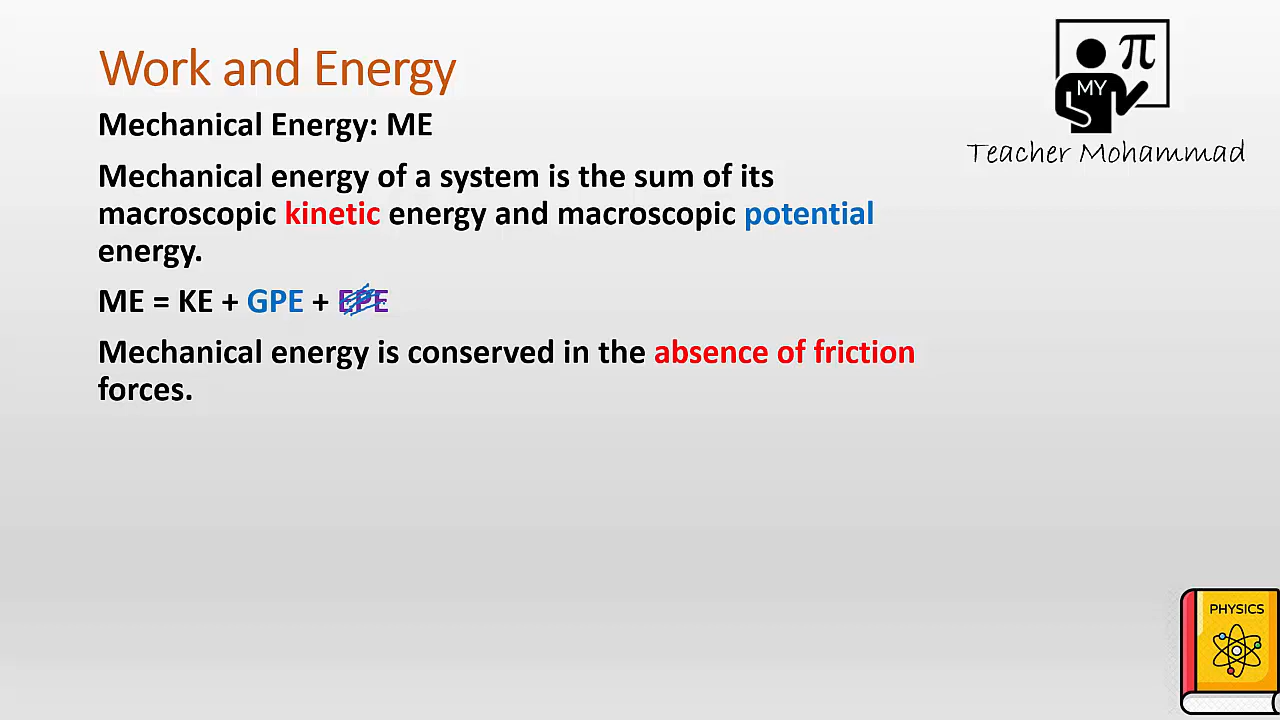 Work and Energy
Mechanical Energy: ME
Mechanical energy of a system is the sum of its
macroscopic kinetic energy and macroscopic potential
energy.
ME = KE + GPE + EPE
Mechanical energy is conserved in the absence of friction
forces.
π
MY
Teacher Mohammad
PHYSICS